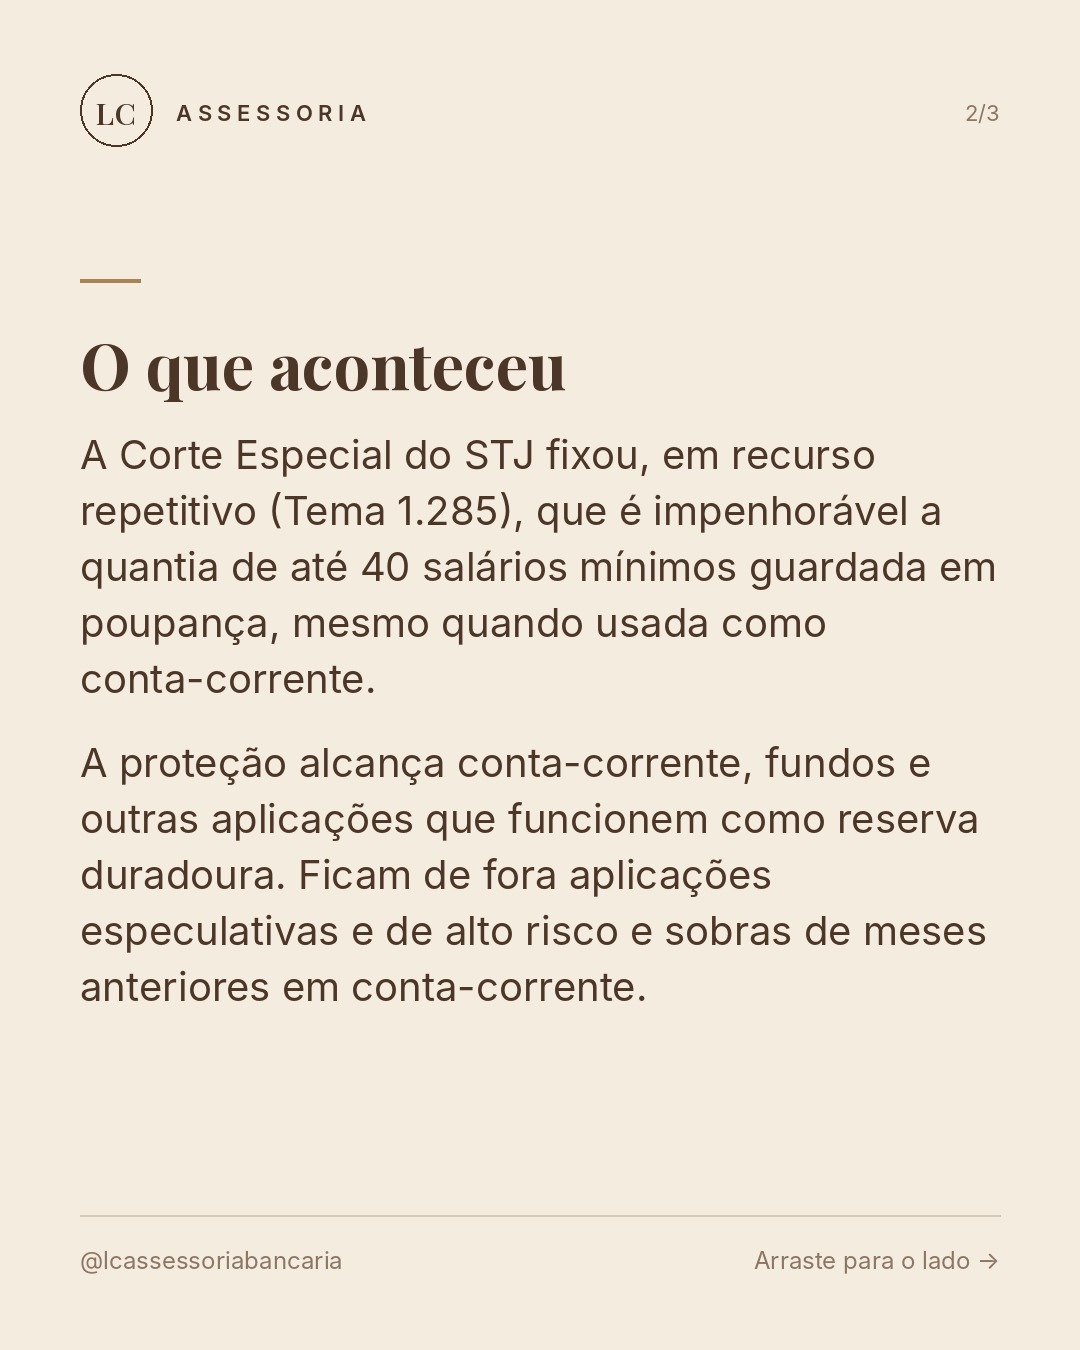 LC ASSESSORIA
2/3
O que aconteceu
A Corte Especial do STJ fixou, em recurso
repetitivo (Tema 1.285), que é impenhorável a
quantia de até 40 salários mínimos guardada em
poupança, mesmo quando usada como
conta-corrente.
A proteção alcança conta-corrente, fundos e
outras aplicações que funcionem como reserva
duradoura. Ficam de fora aplicações
especulativas e de alto risco e sobras de meses
anteriores em conta-corrente.
@lcassessoriabancaria
Arraste para o lado →